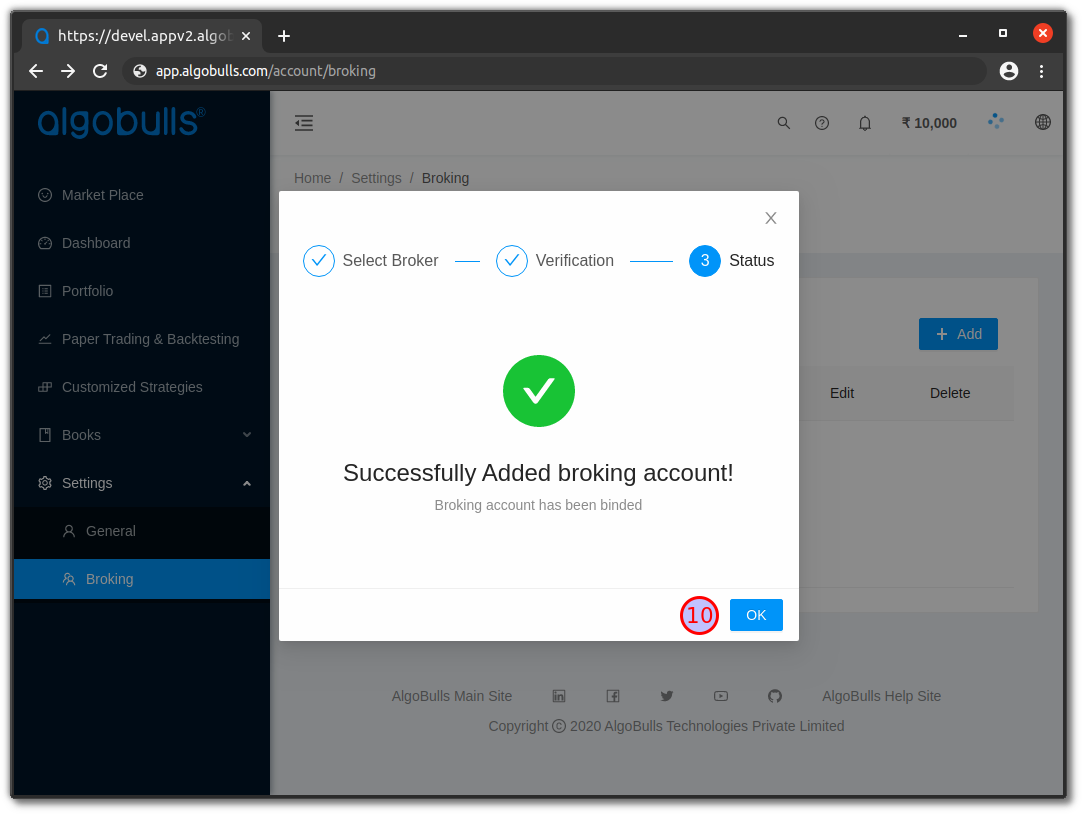 https://devel.appv2.algob
app.algobulls.com/account/broking
algobulls®
₹ 10,000
Market Place
Dashboard
Portfolio
Paper Trading & Backtesting
Customized Strategies
Books
Settings
General
Broking
Home / Settings / Broking
Select Broker
Verification
3 Status
Add
Edit
Delete
Successfully Added broking account!
Broking account has been binded
10
OK
AlgoBulls Main Site
AlgoBulls Help Site
Copyright © 2020 AlgoBulls Technologies Private Limited